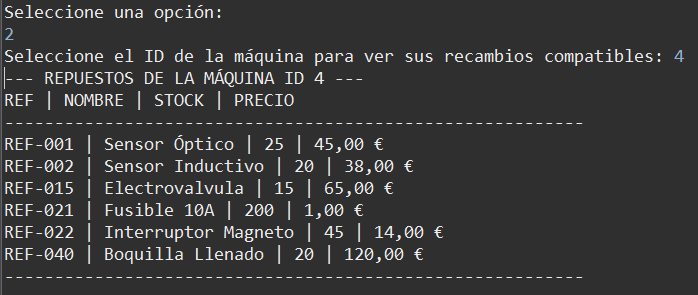 Seleccione una opción:
2
Seleccione el ID de la máquina para ver sus recambios compatibles: 4
--- REPUESTOS DE LA MÁQUINA ID 4 ---
REF | NOMBRE | STOCK | PRECIO
----------------------------------------------------------
REF-001 | Sensor Óptico | 25 | 45,00 €
REF-002 | Sensor Inductivo | 20 | 38,00 €
REF-015 | Electrovalvula | 15 | 65,00 €
REF-021 | Fusible 10A | 200 | 1,00 €
REF-022 | Interruptor Magneto | 45 | 14,00 €
REF-040 | Boquilla Llenado | 20 | 120,00 €
----------------------------------------------------------